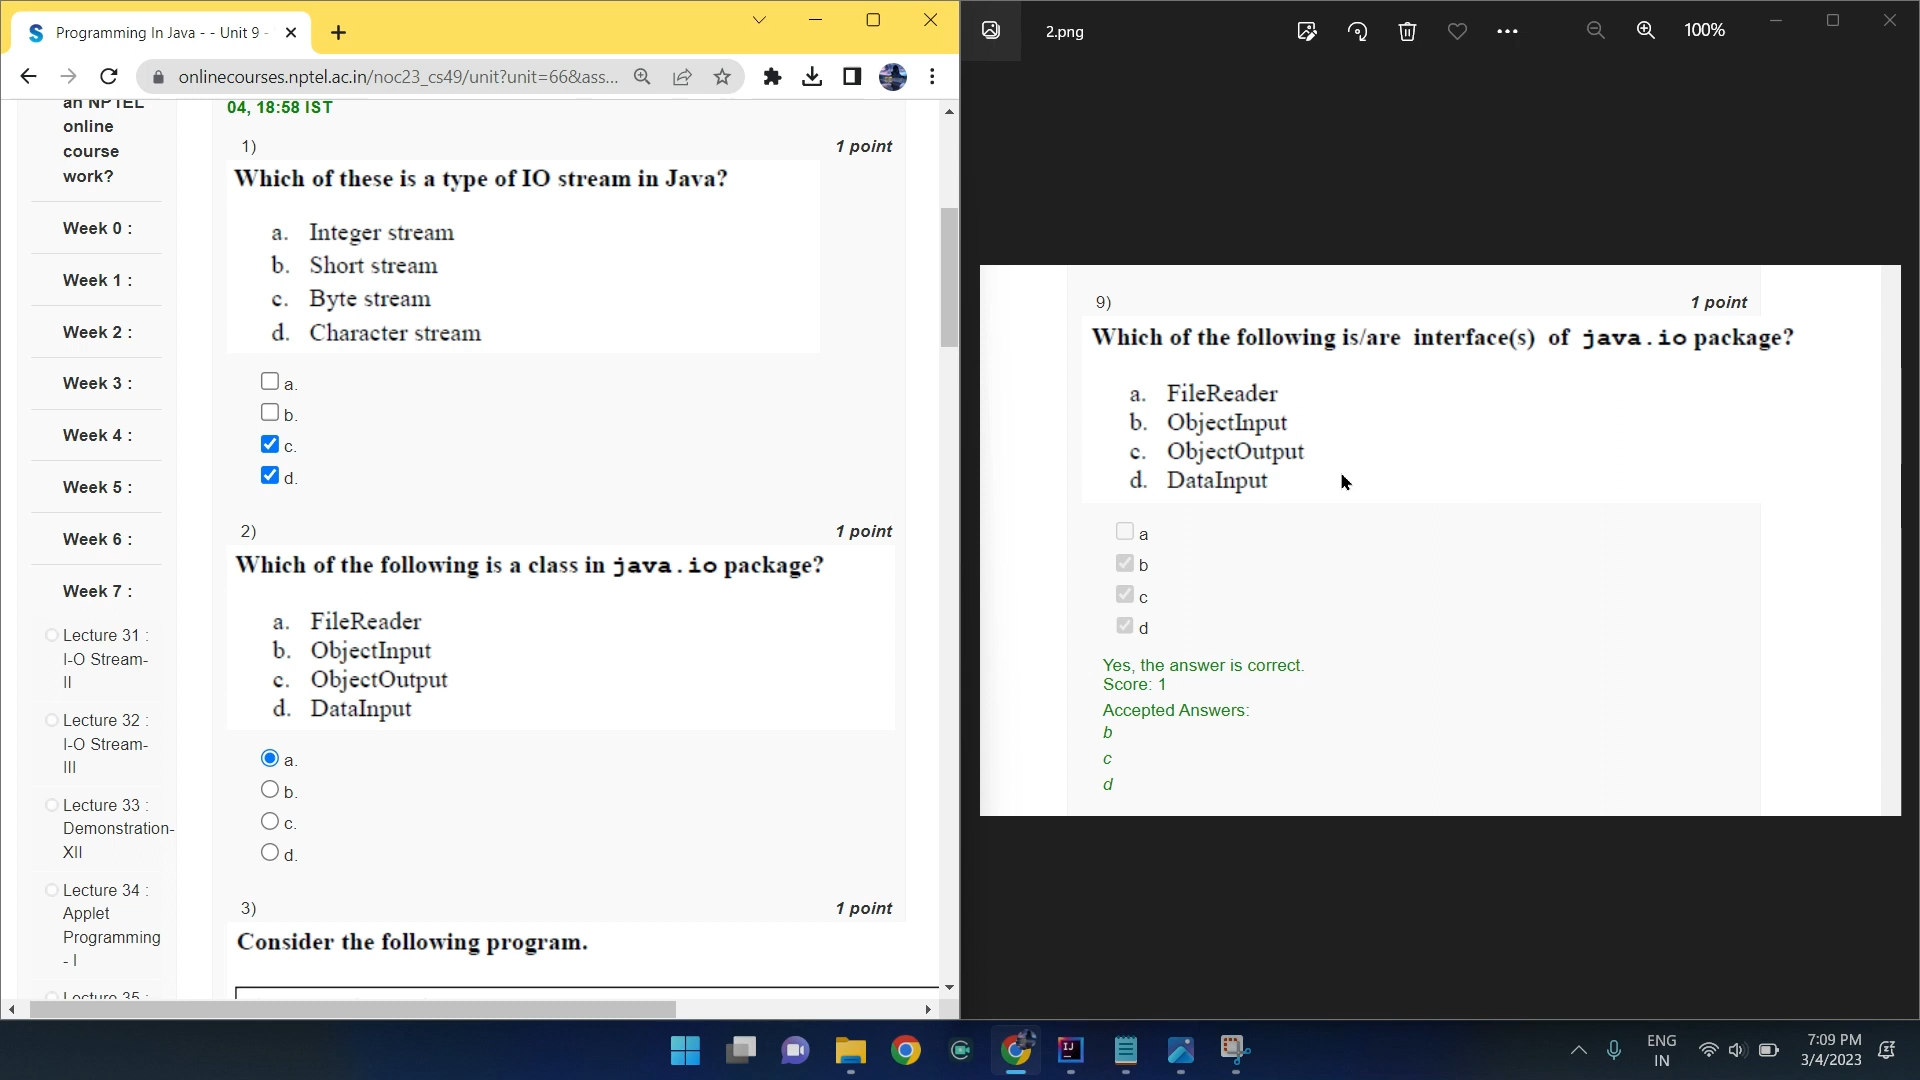 Programming In Java - - Unit 9 -
onlinecourses.nptel.ac.in/noc23_cs49/unit?unit=66&ass...
an NPTEL
online
course
work?
Week 0 :
Week 1 :
Week 2 :
Week 3 :
Week 4 :
Week 5 :
Week 6 :
Week 7 :
Lecture 31 :
I-O Stream-
II
Lecture 32 :
I-O Stream-
III
Lecture 33 :
Demonstration-
XII
Lecture 34 :
Applet
Programming
- I
Lecture 35 :
04, 18:58 IST
1)
1 point
Which of these is a type of IO stream in Java?
a. Integer stream
b. Short stream
c. Byte stream
d. Character stream
a.
b.
c.
d.
2)
1 point
Which of the following is a class in java.io package?
a. FileReader
b. ObjectInput
c. ObjectOutput
d. DataInput
a.
b.
c.
d.
3)
1 point
Consider the following program.
2.png
100%
9)
1 point
Which of the following is/are interface(s) of java.io package?
a. FileReader
b. ObjectInput
c. ObjectOutput
d. DataInput
a
b
c
d
Yes, the answer is correct.
Score: 1
Accepted Answers:
b
c
d
ENG
IN
7:09 PM
3/4/2023